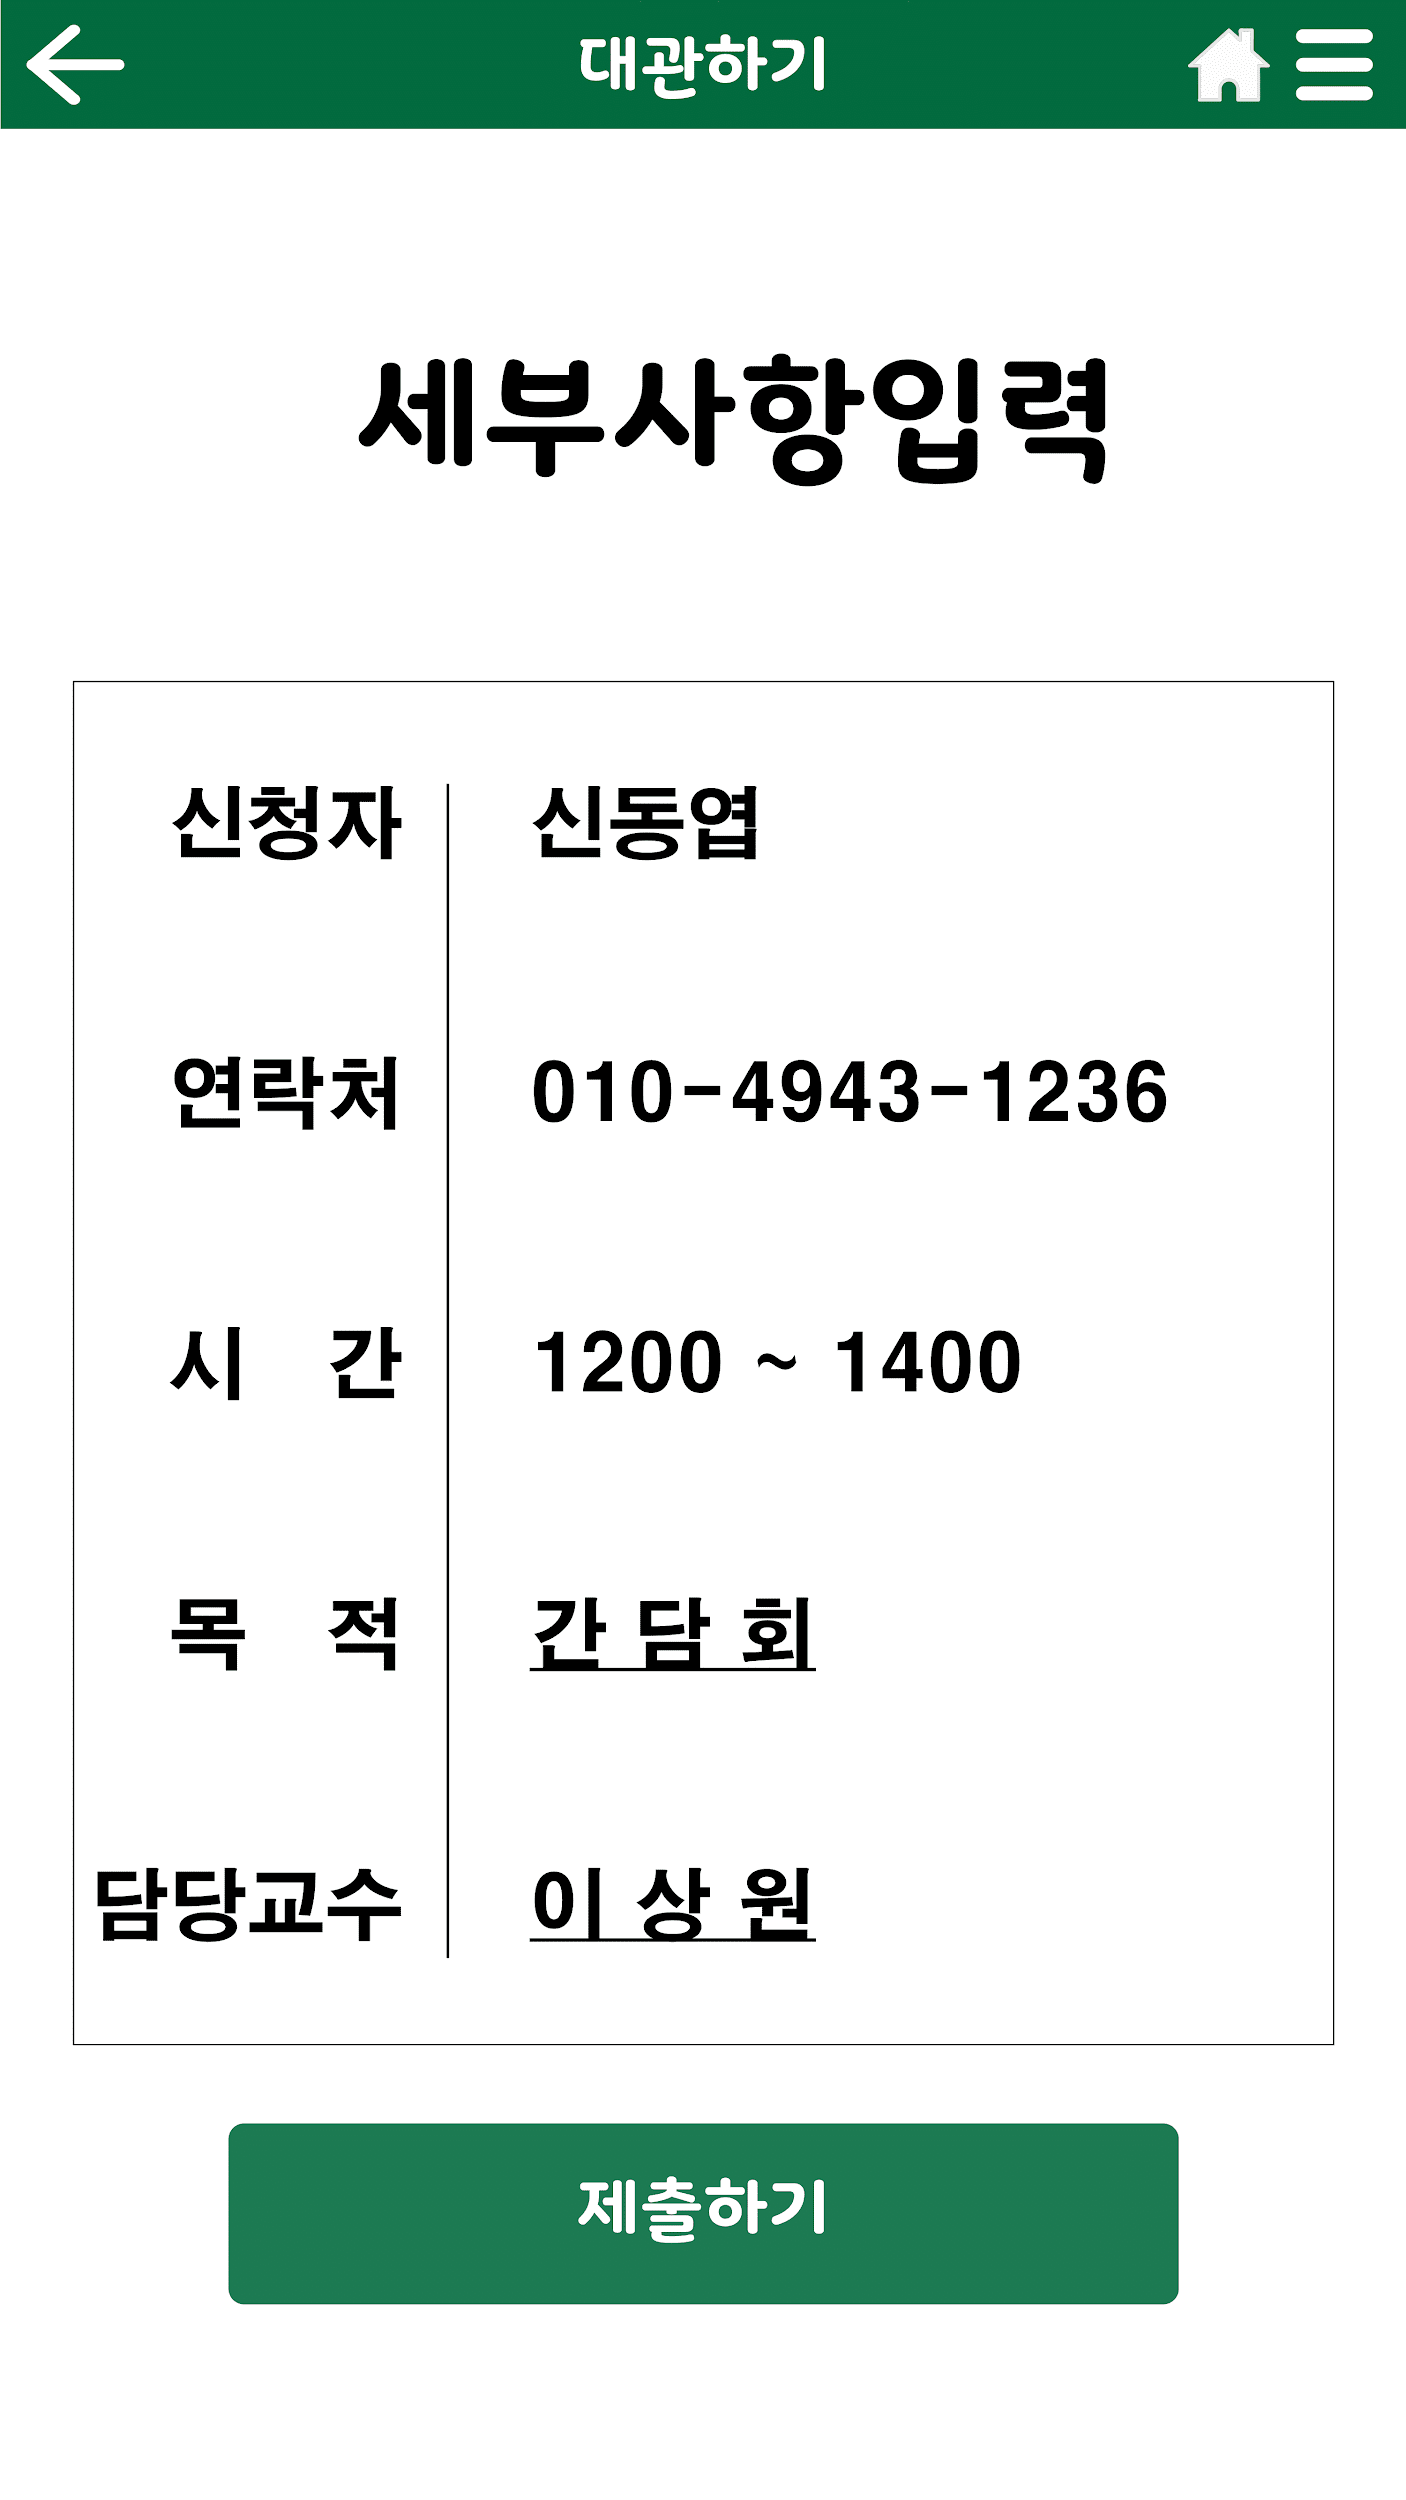 대관하기
세부사항입력
신청자 신동엽
연락처 010-4943-1236
시 간 1200 ~ 1400
목 적 간 담 회
담당교수 이 상 원
제출하기